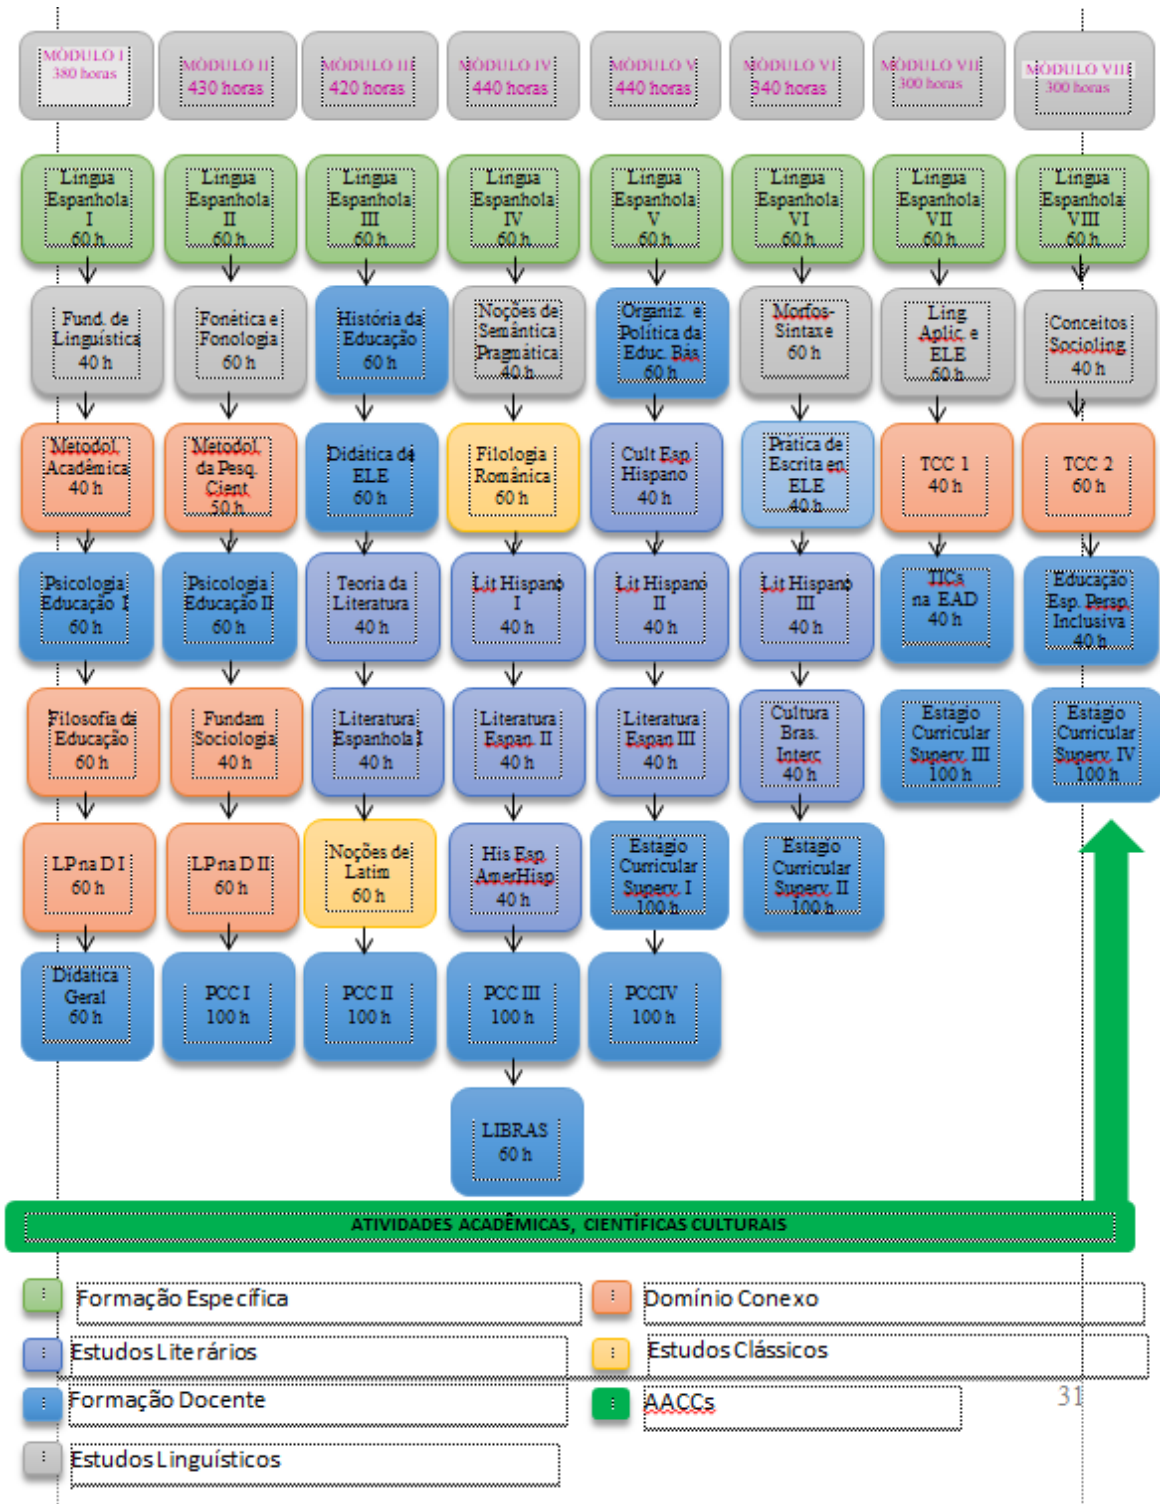 MÓDULO I
380 horas
MÓDULO II
430 horas
MÓDULO III
420 horas
MÓDULO IV
440 horas
MÓDULO V
440 horas
MÓDULO VI
340 horas
MÓDULO VII
300 horas
MÓDULO VIII
300 horas
Língua
Espanhola
I
60 h
Língua
Espanhola
II
60 h
Língua
Espanhola
III
60 h
Língua
Espanhola
IV
60 h
Língua
Espanhola
V
60 h
Língua
Espanhola
VI
60 h
Língua
Espanhola
VII
60 h
Língua
Espanhola
VIII
60 h
Fund. de
Linguística
40 h
Fonética e
Fonologia
60 h
História da
Educação
60 h
Noções de
Semântica
Pragmática
40 h
Organiz. e
Política da
Educ. Bás
60 h
Morfos-
Sintaxe
60 h
Ling
Aplic. e
ELE
60 h
Conceitos
Socioling
40 h
Metodol.
Acadêmica
40 h
Metodol.
da Pesq.
Cient
50 h
Didática de
ELE
60 h
Filologia
Românica
60 h
Cult Esp
Hispano
40 h
Prática de
Escrita en
ELE
40 h
TCC 1
40 h
TCC 2
60 h
Psicologia
Educação I
60 h
Psicologia
Educação II
60 h
Teoria da
Literatura
40 h
Lit Hispano
I
40 h
Lit Hispano
II
40 h
Lit Hispano
III
40 h
TICs
na EAD
40 h
Educação
Esp. Persp.
Inclusiva
40 h
Filosofia da
Educação
60 h
Fundam
Sociologia
40 h
Literatura
Espanhola I
40 h
Literatura
Espan. II
40 h
Literatura
Espan III
40 h
Cultura
Bras.
Interc
40 h
Estagio
Curricular
Superv. III
100 h
Estagio
Curricular
Superv. IV
100 h
LP na D I
60 h
LP na D II
60 h
Noções de
Latim
60 h
His Esp
AmerHisp
40 h
Estagio
Curricular
Superv. I
100 h
Estagio
Curricular
Superv. II
100 h
Didatica
Geral
60 h
PCC I
100 h
PCC II
100 h
PCC III
100 h
PCCIV
100 h
LIBRAS
60 h
ATIVIDADES ACADÊMICAS, CIENTÍFICAS CULTURAIS
: Formação Específica
: Domínio Conexo
: Estudos Literários
: Estudos Clássicos
: Formação Docente
: AACCs
31
: Estudos Linguísticos